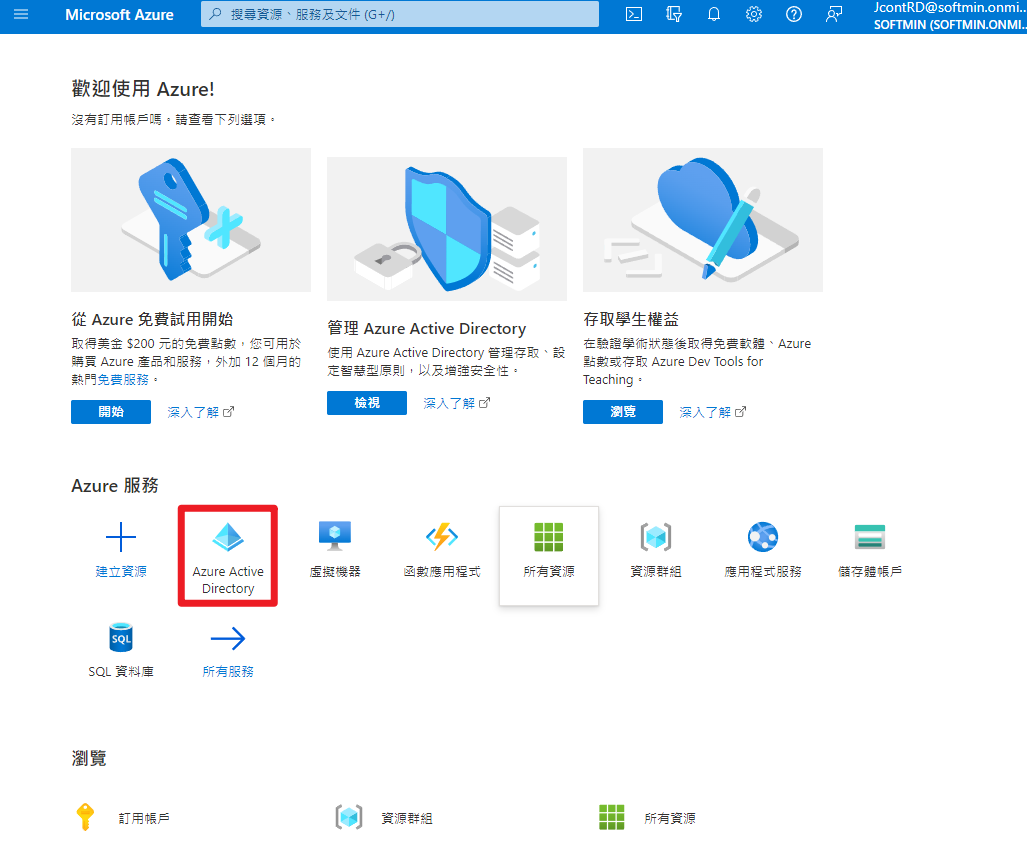 Microsoft Azure
搜尋資源、服務及文件 (G+/)
JcontRD@softmin.onmi...
SOFTMIN (SOFTMIN.ONMI...
歡迎使用 Azure!
沒有訂用帳戶嗎。請查看下列選項。
從 Azure 免費試用開始
取得美金 $200 元的免費點數，您可用於
購買 Azure 產品和服務，外加 12 個月的
熱門免費服務。
開始
深入了解
管理 Azure Active Directory
使用 Azure Active Directory 管理存取、設
定智慧型原則，以及增強安全性。
檢視
深入了解
存取學生權益
在驗證學術狀態後取得免費軟體、Azure
點數或存取 Azure Dev Tools for
Teaching。
瀏覽
深入了解
Azure 服務
建立資源
Azure Active
Directory
虛擬機器
函數應用程式
所有資源
資源群組
應用程式服務
儲存體帳戶
SQL
SQL 資料庫
所有服務
瀏覽
訂用帳戶
資源群組
所有資源